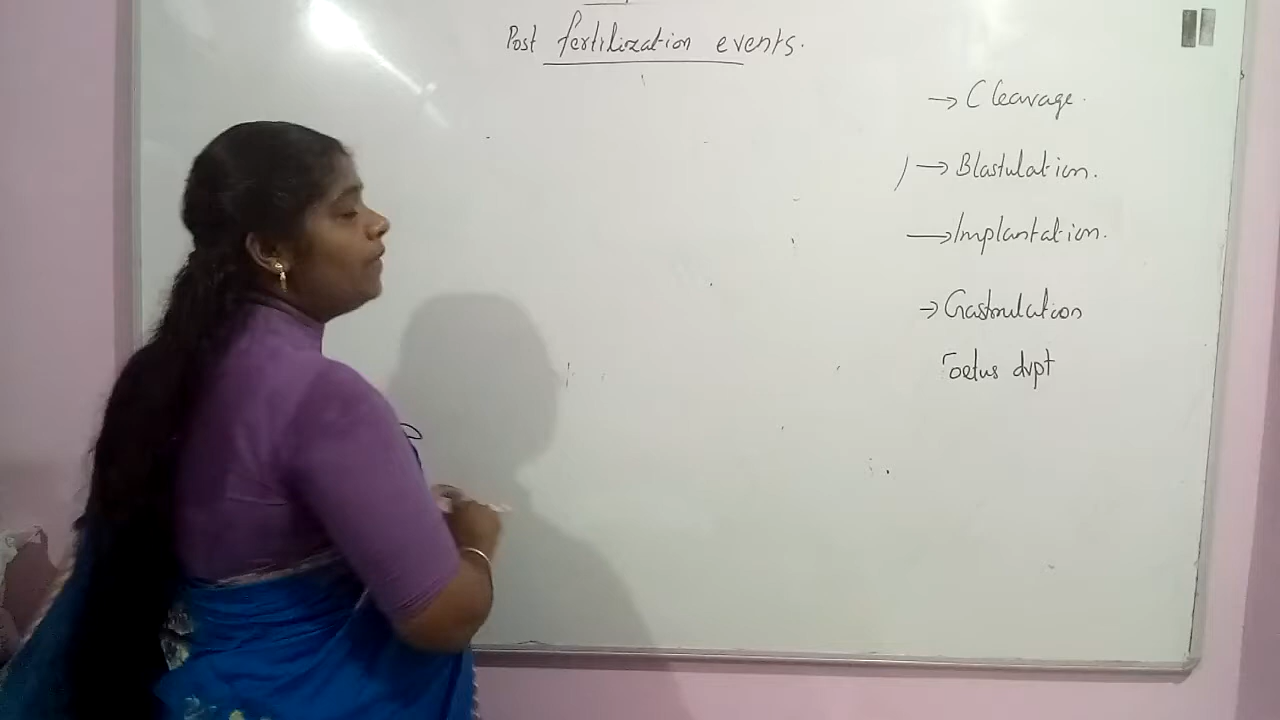 Post fertilization events.
→ Cleavage.
→ Blastulation.
→ Implantation.
→ Gastrulation
Foetus dvpt